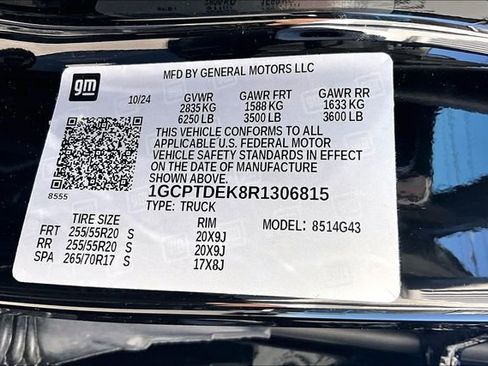 gm
MFD BY GENERAL MOTORS LLC
10/24 GVWR GAWR FRT GAWR RR
2835 KG 1588 KG 1633 KG
6250 LB 3500 LB 3600 LB
THIS VEHICLE CONFORMS TO ALL
APPLICABLE U.S. FEDERAL MOTOR
VEHICLE SAFETY STANDARDS IN EFFECT
ON THE DATE OF MANUFACTURE
SHOWN ABOVE.
8555 1GCPTDEK8R1306815
TYPE: TRUCK
TIRE SIZE RIM MODEL: 8514G43
FRT 255/55R20 S 20X9J
RR 255/55R20 S 20X9J
SPA 265/70R17 S 17X8J